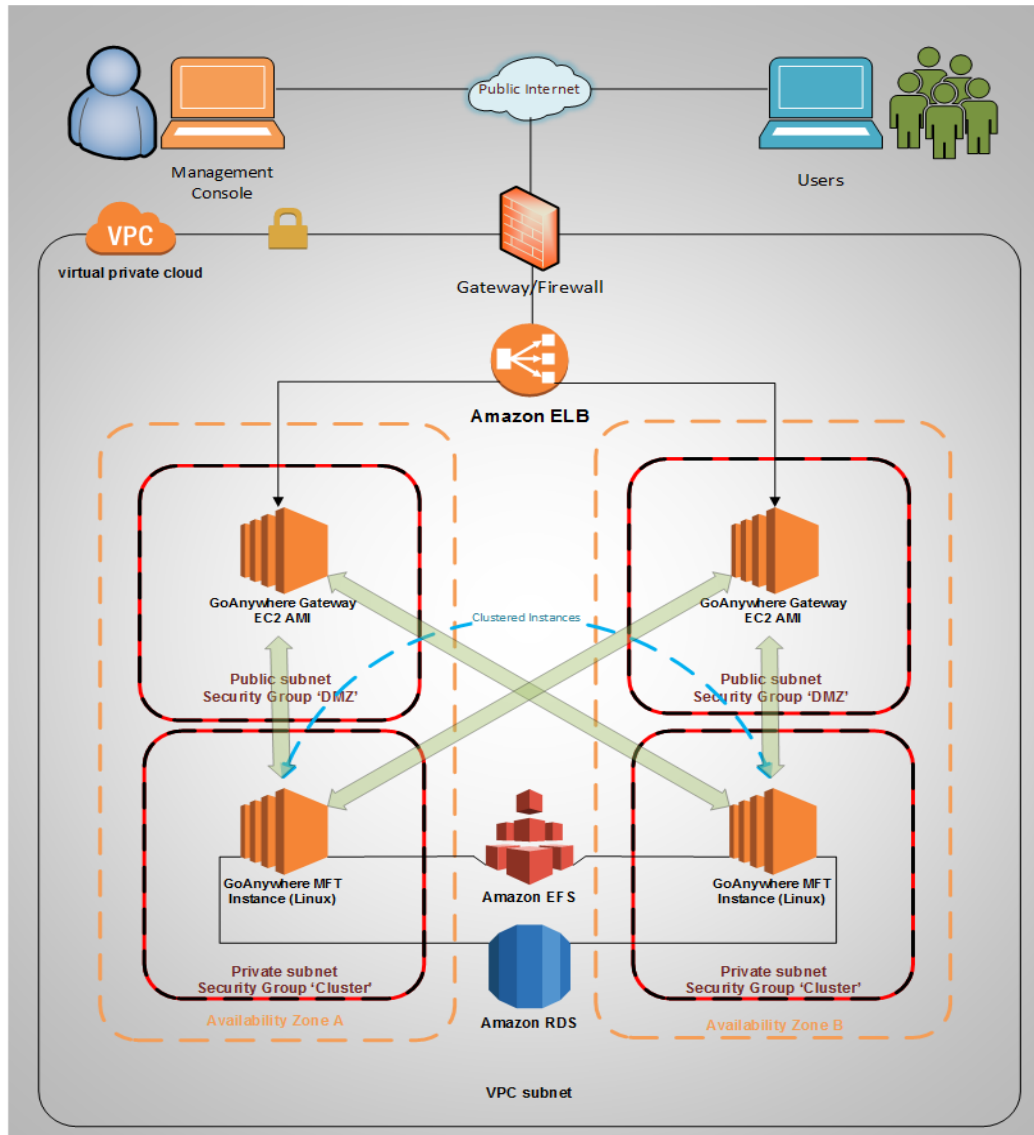 Public Internet
Management
Console
Users
VPC
virtual private cloud
Gateway/Firewall
Amazon ELB
GoAnywhere Gateway
EC2 AMI
GoAnywhere Gateway
EC2 AMI
Clustered Instances
Public subnet
Security Group ‘DMZ’
Public subnet
Security Group ‘DMZ’
GoAnywhere MFT
Instance (Linux)
Amazon EFS
GoAnywhere MFT
Instance (Linux)
Private subnet
Security Group ‘Cluster’
Private subnet
Security Group ‘Cluster’
Availability Zone A
Amazon RDS
Availability Zone B
VPC subnet